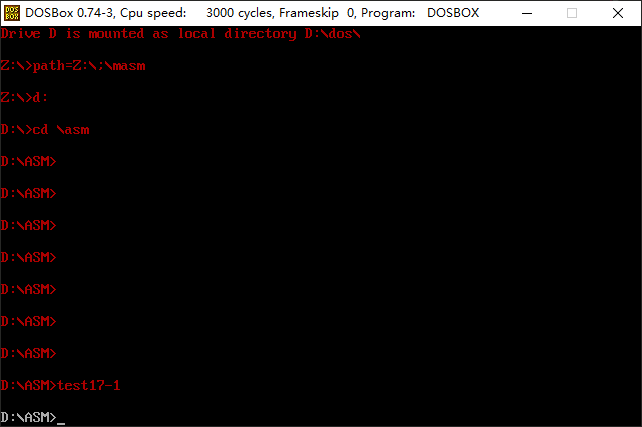 DOSBox 0.74-3, Cpu speed: 3000 cycles, Frameskip 0, Program: DOSBOX
Drive D is mounted as local directory D:\dos\
Z:\>path=Z:\;\masm
Z:\>d:
D:\>cd \asm
D:\ASM>
D:\ASM>
D:\ASM>
D:\ASM>
D:\ASM>
D:\ASM>
D:\ASM>
D:\ASM>test17-1
D:\ASM>_